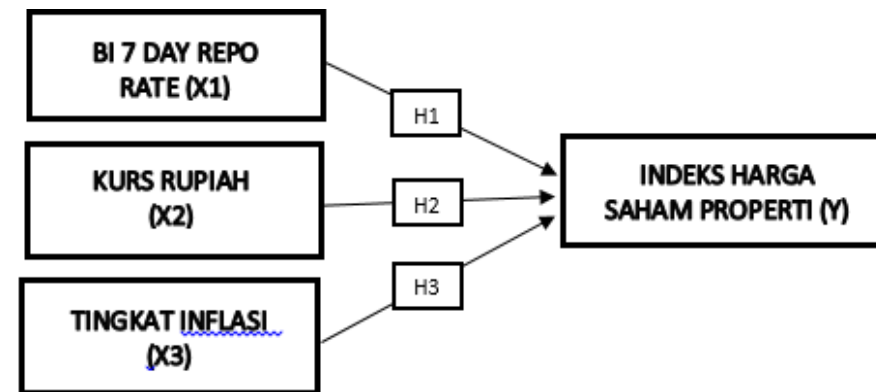 BI 7 DAY REPO
RATE (X1)
H1
KURS RUPIAH
(X2)
H2
INDEKS HARGA
SAHAM PROPERTI (Y)
H3
TINGKAT INFLASI
(X3)